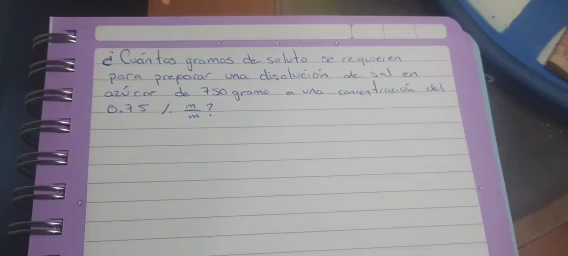 ¿Cuántos gramos de soluto se requieren
para preparar una disolución de sal en
azúcar de 750 gramo a una concentración del
0.75 % m/m?